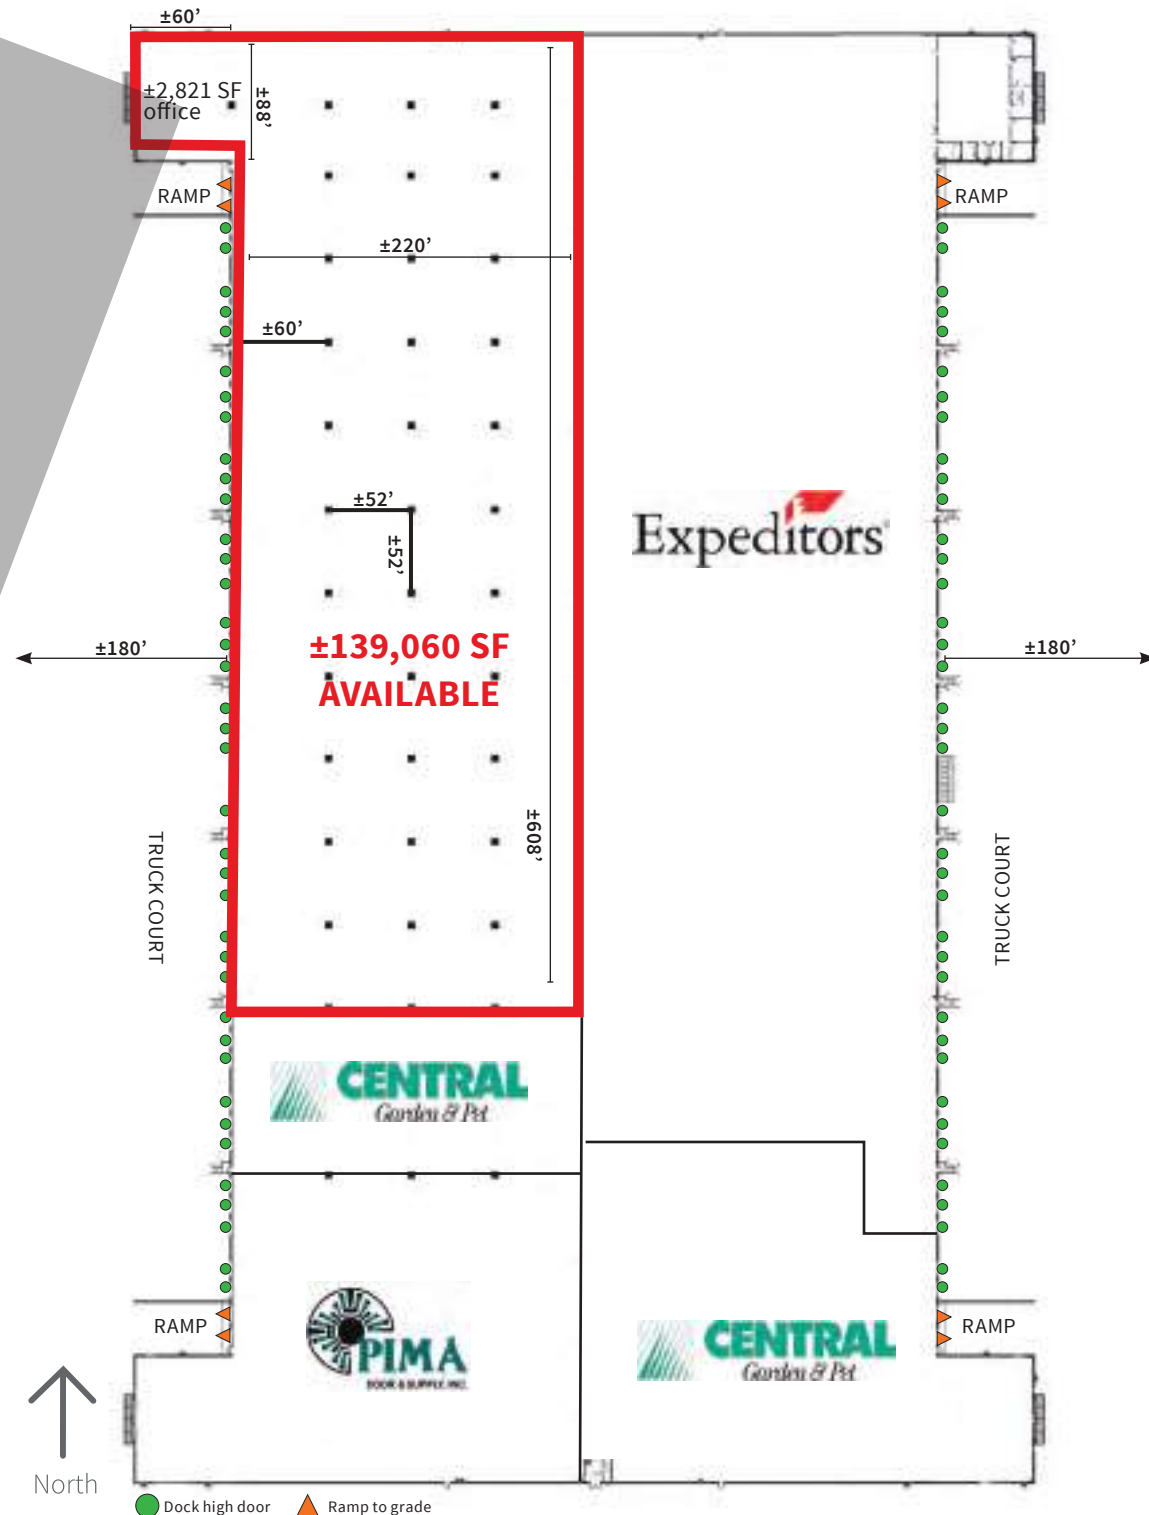 ±60’
±2,821 SF
office
±88’
RAMP
RAMP
±220’
±60’
Expeditors
±52’
±52’
±139,060 SF
AVAILABLE
±180’
±180’
±608’
TRUCK COURT
TRUCK COURT
CENTRAL
Garden & Pet
RAMP
RAMP
PIMA
DOOR & SUPPLY, INC.
CENTRAL
Garden & Pet
North
Dock high door
Ramp to grade